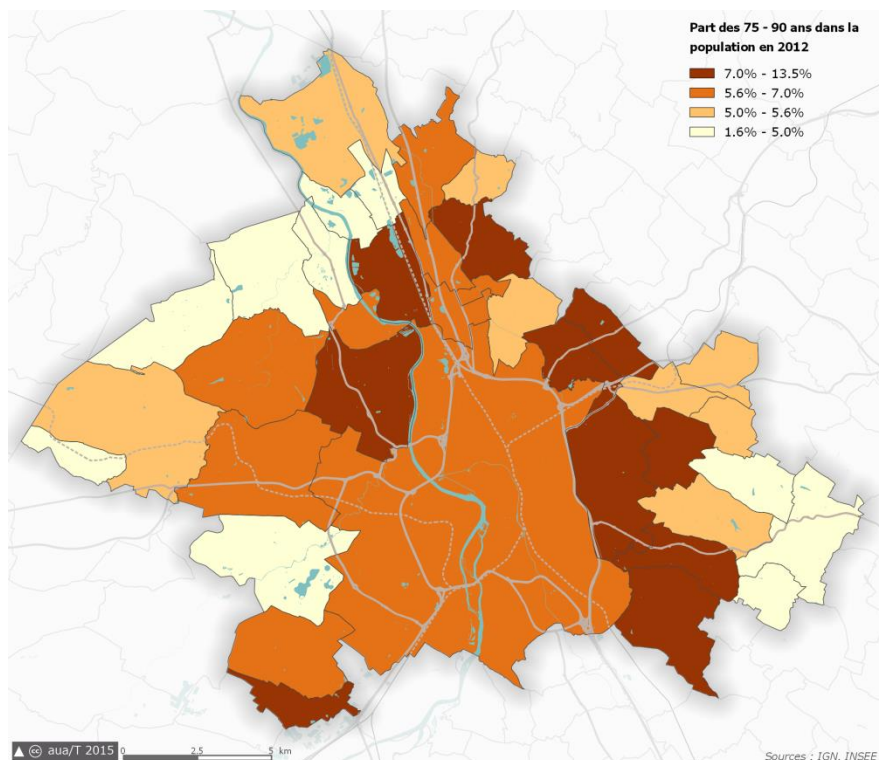 Part des 75 - 90 ans dans la
population en 2012
7.0% - 13.5%
5.6% - 7.0%
5.0% - 5.6%
1.6% - 5.0%
▲ cc aua/T 2015
0 2.5 5 km
Sources : IGN, INSEE